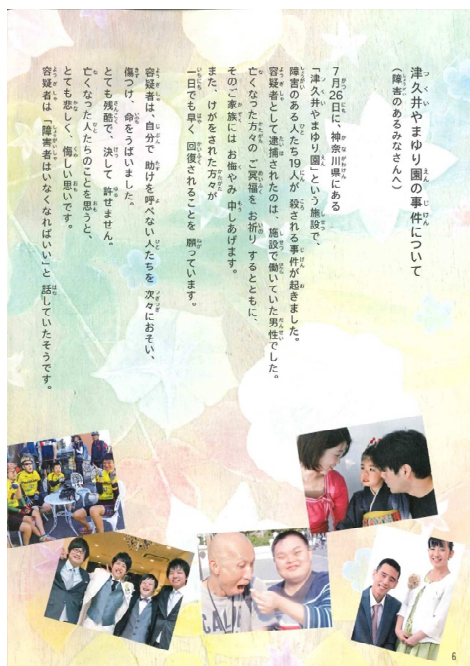 津久井やまゆり園の事件について
(障害のあるみなさんへ)
7月26日に、神奈川県にある
「津久井やまゆり園」という施設で、
障害のある人たち19人が殺される事件が起きました。
容疑者として逮捕されたのは、施設で働いていた男性でした。
亡くなった方々のご冥福をお祈りするとともに、
そのご家族にはお悔やみ申しあげます。
また、けがをされた方々が
一日でも早く回復されることを願っています。
容疑者は、自分で助けを呼べない人たちを次々におそい、
傷つけ、命をうばいました。
とても残酷で、決して許せません。
亡くなった人たちのことを思うと、
とても悲しく、悔しい思いです。
容疑者は「障害者はいなくなればいい」と話していたそうです。
6